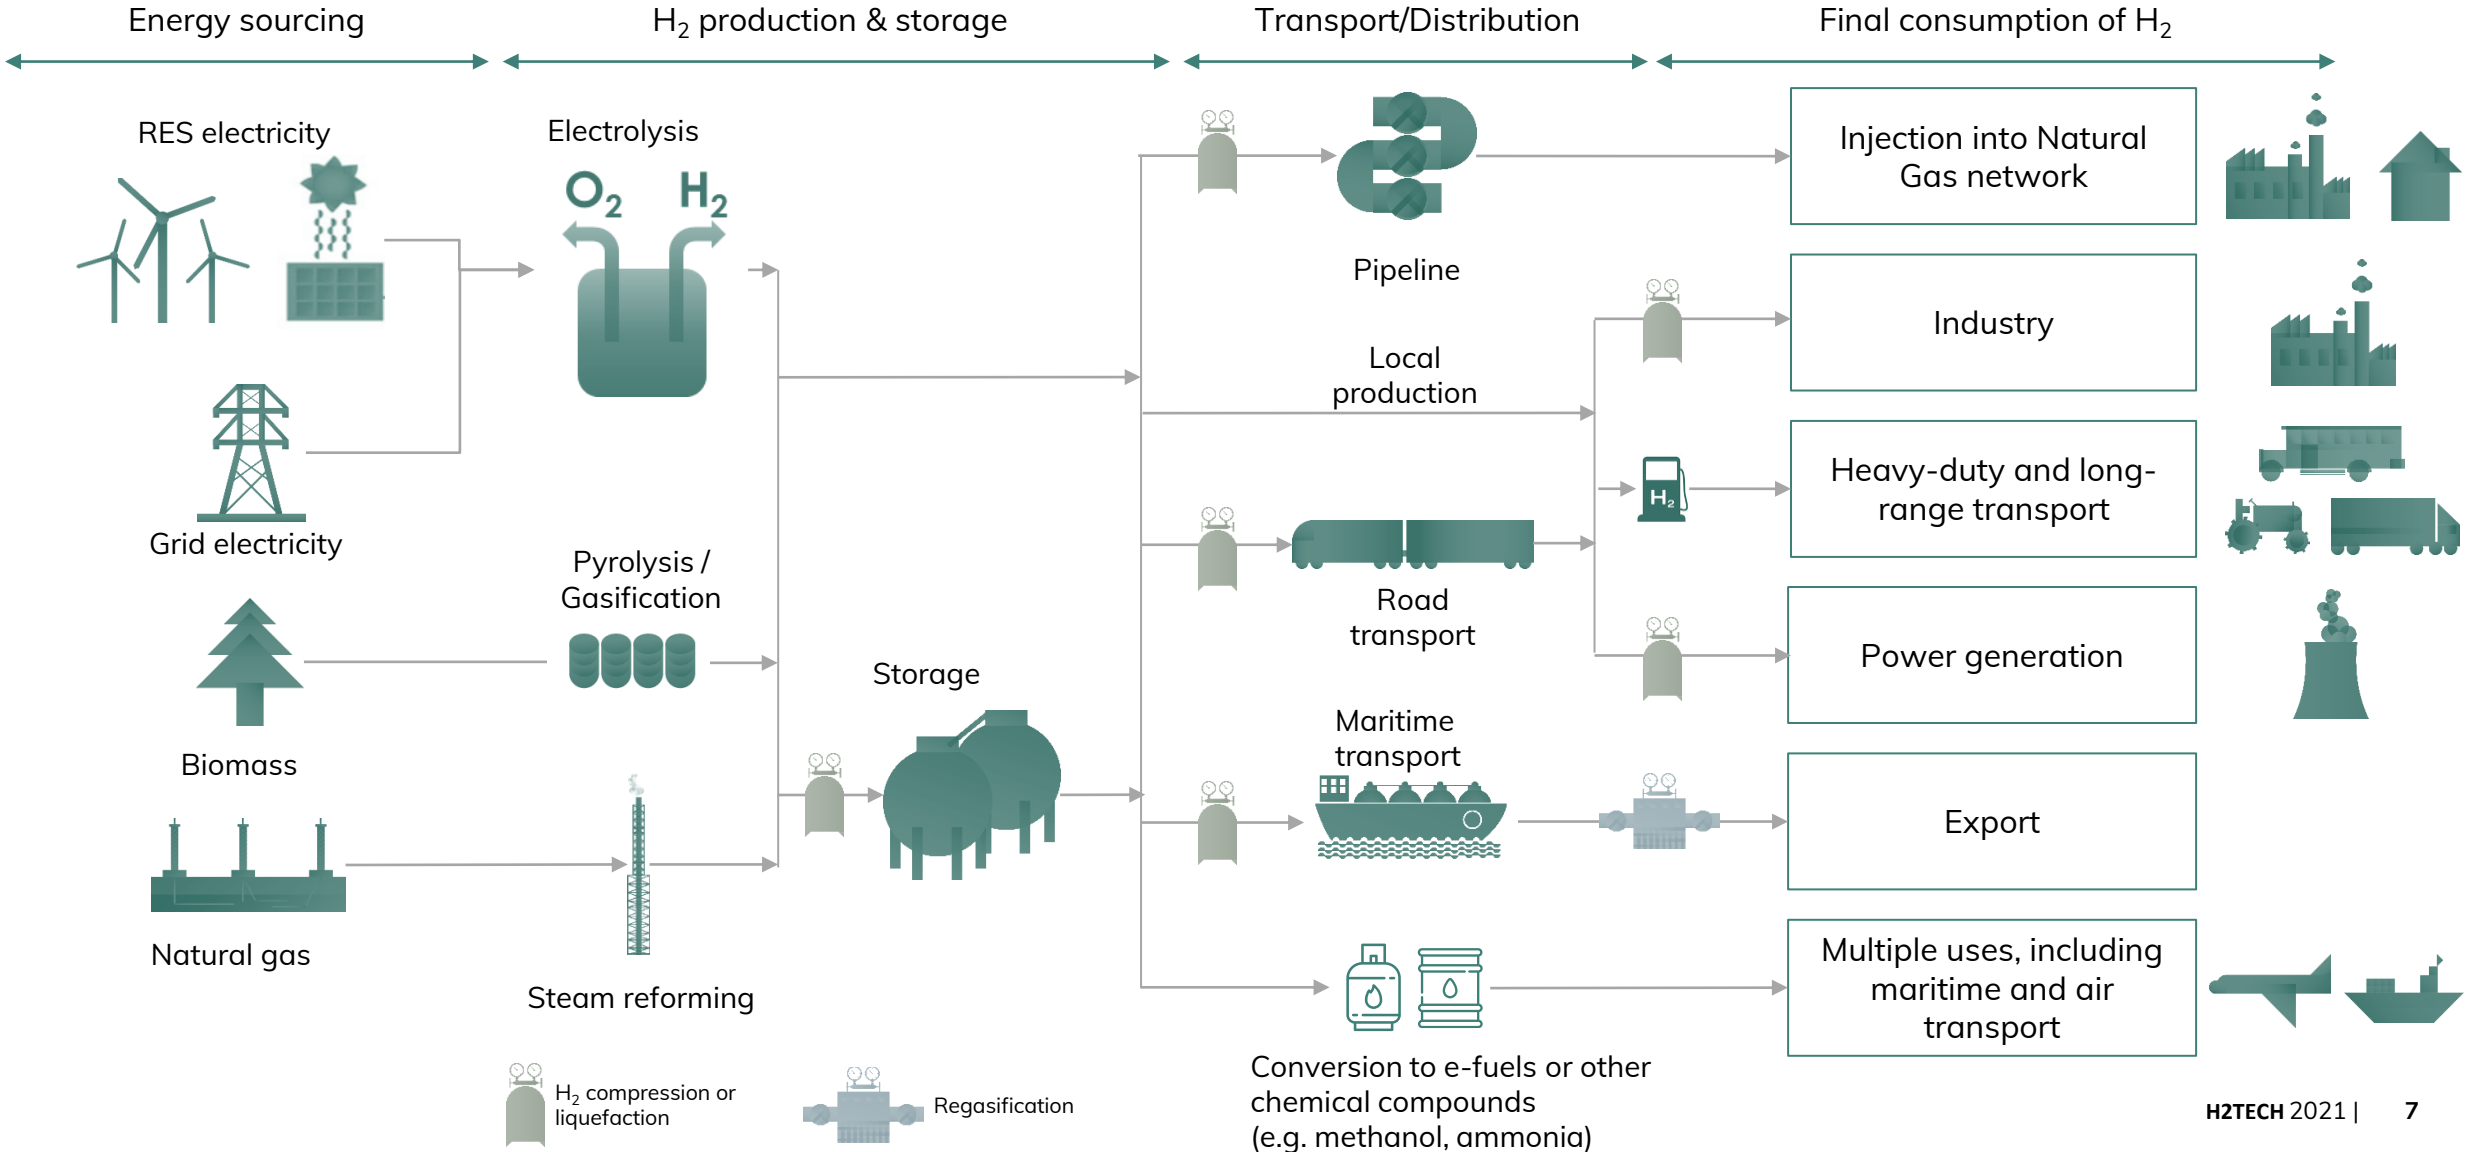 Energy sourcing
H₂ production & storage
Transport/Distribution
Final consumption of H₂
RES electricity
Grid electricity
Biomass
Natural gas
Electrolysis
O₂ H₂
Pyrolysis /
Gasification
Steam reforming
Storage
Pipeline
Local
production
Road
transport
Maritime
transport
Conversion to e-fuels or other
chemical compounds
(e.g. methanol, ammonia)
Injection into Natural
Gas network
Industry
H₂
Heavy-duty and long-
range transport
Power generation
Export
Multiple uses, including
maritime and air
transport
H₂ compression or
liquefaction
Regasification
H2TECH 2021 | 7